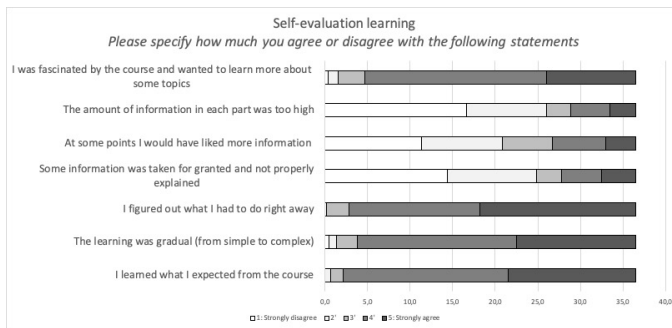 Self-evaluation learning
Please specify how much you agree or disagree with the following statements
I was fascinated by the course and wanted to learn more about
some topics
The amount of information in each part was too high
At some points I would have liked more information
Some information was taken for granted and not properly
explained
I figured out what I had to do right away
The learning was gradual (from simple to complex)
I learned what I expected from the course
0,0 5,0 10,0 15,0 20,0 25,0 30,0 35,0 40,0
1: Strongly disagree 2' 3' 4' 5: Strongly agree